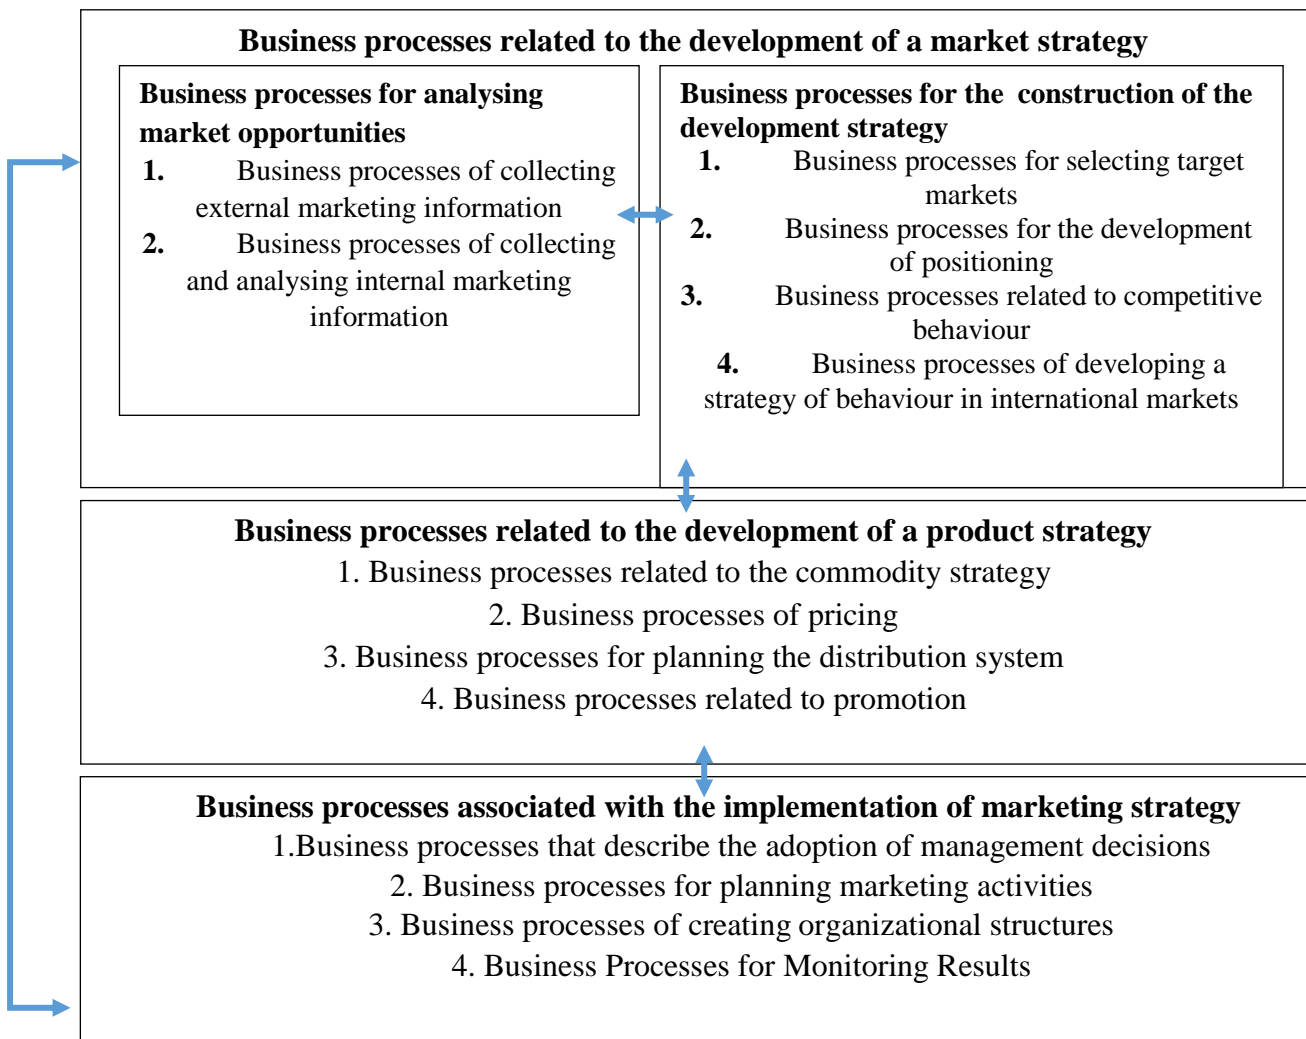 Business processes related to the development of a market strategy
Business processes for analysing
market opportunities
1. Business processes of collecting
external marketing information
2. Business processes of collecting
and analysing internal marketing
information
Business processes for the construction of the
development strategy
1. Business processes for selecting target
markets
2. Business processes for the development
of positioning
3. Business processes related to competitive
behaviour
4. Business processes of developing a
strategy of behaviour in international markets
Business processes related to the development of a product strategy
1. Business processes related to the commodity strategy
2. Business processes of pricing
3. Business processes for planning the distribution system
4. Business processes related to promotion
Business processes associated with the implementation of marketing strategy
1.Business processes that describe the adoption of management decisions
2. Business processes for planning marketing activities
3. Business processes of creating organizational structures
4. Business Processes for Monitoring Results